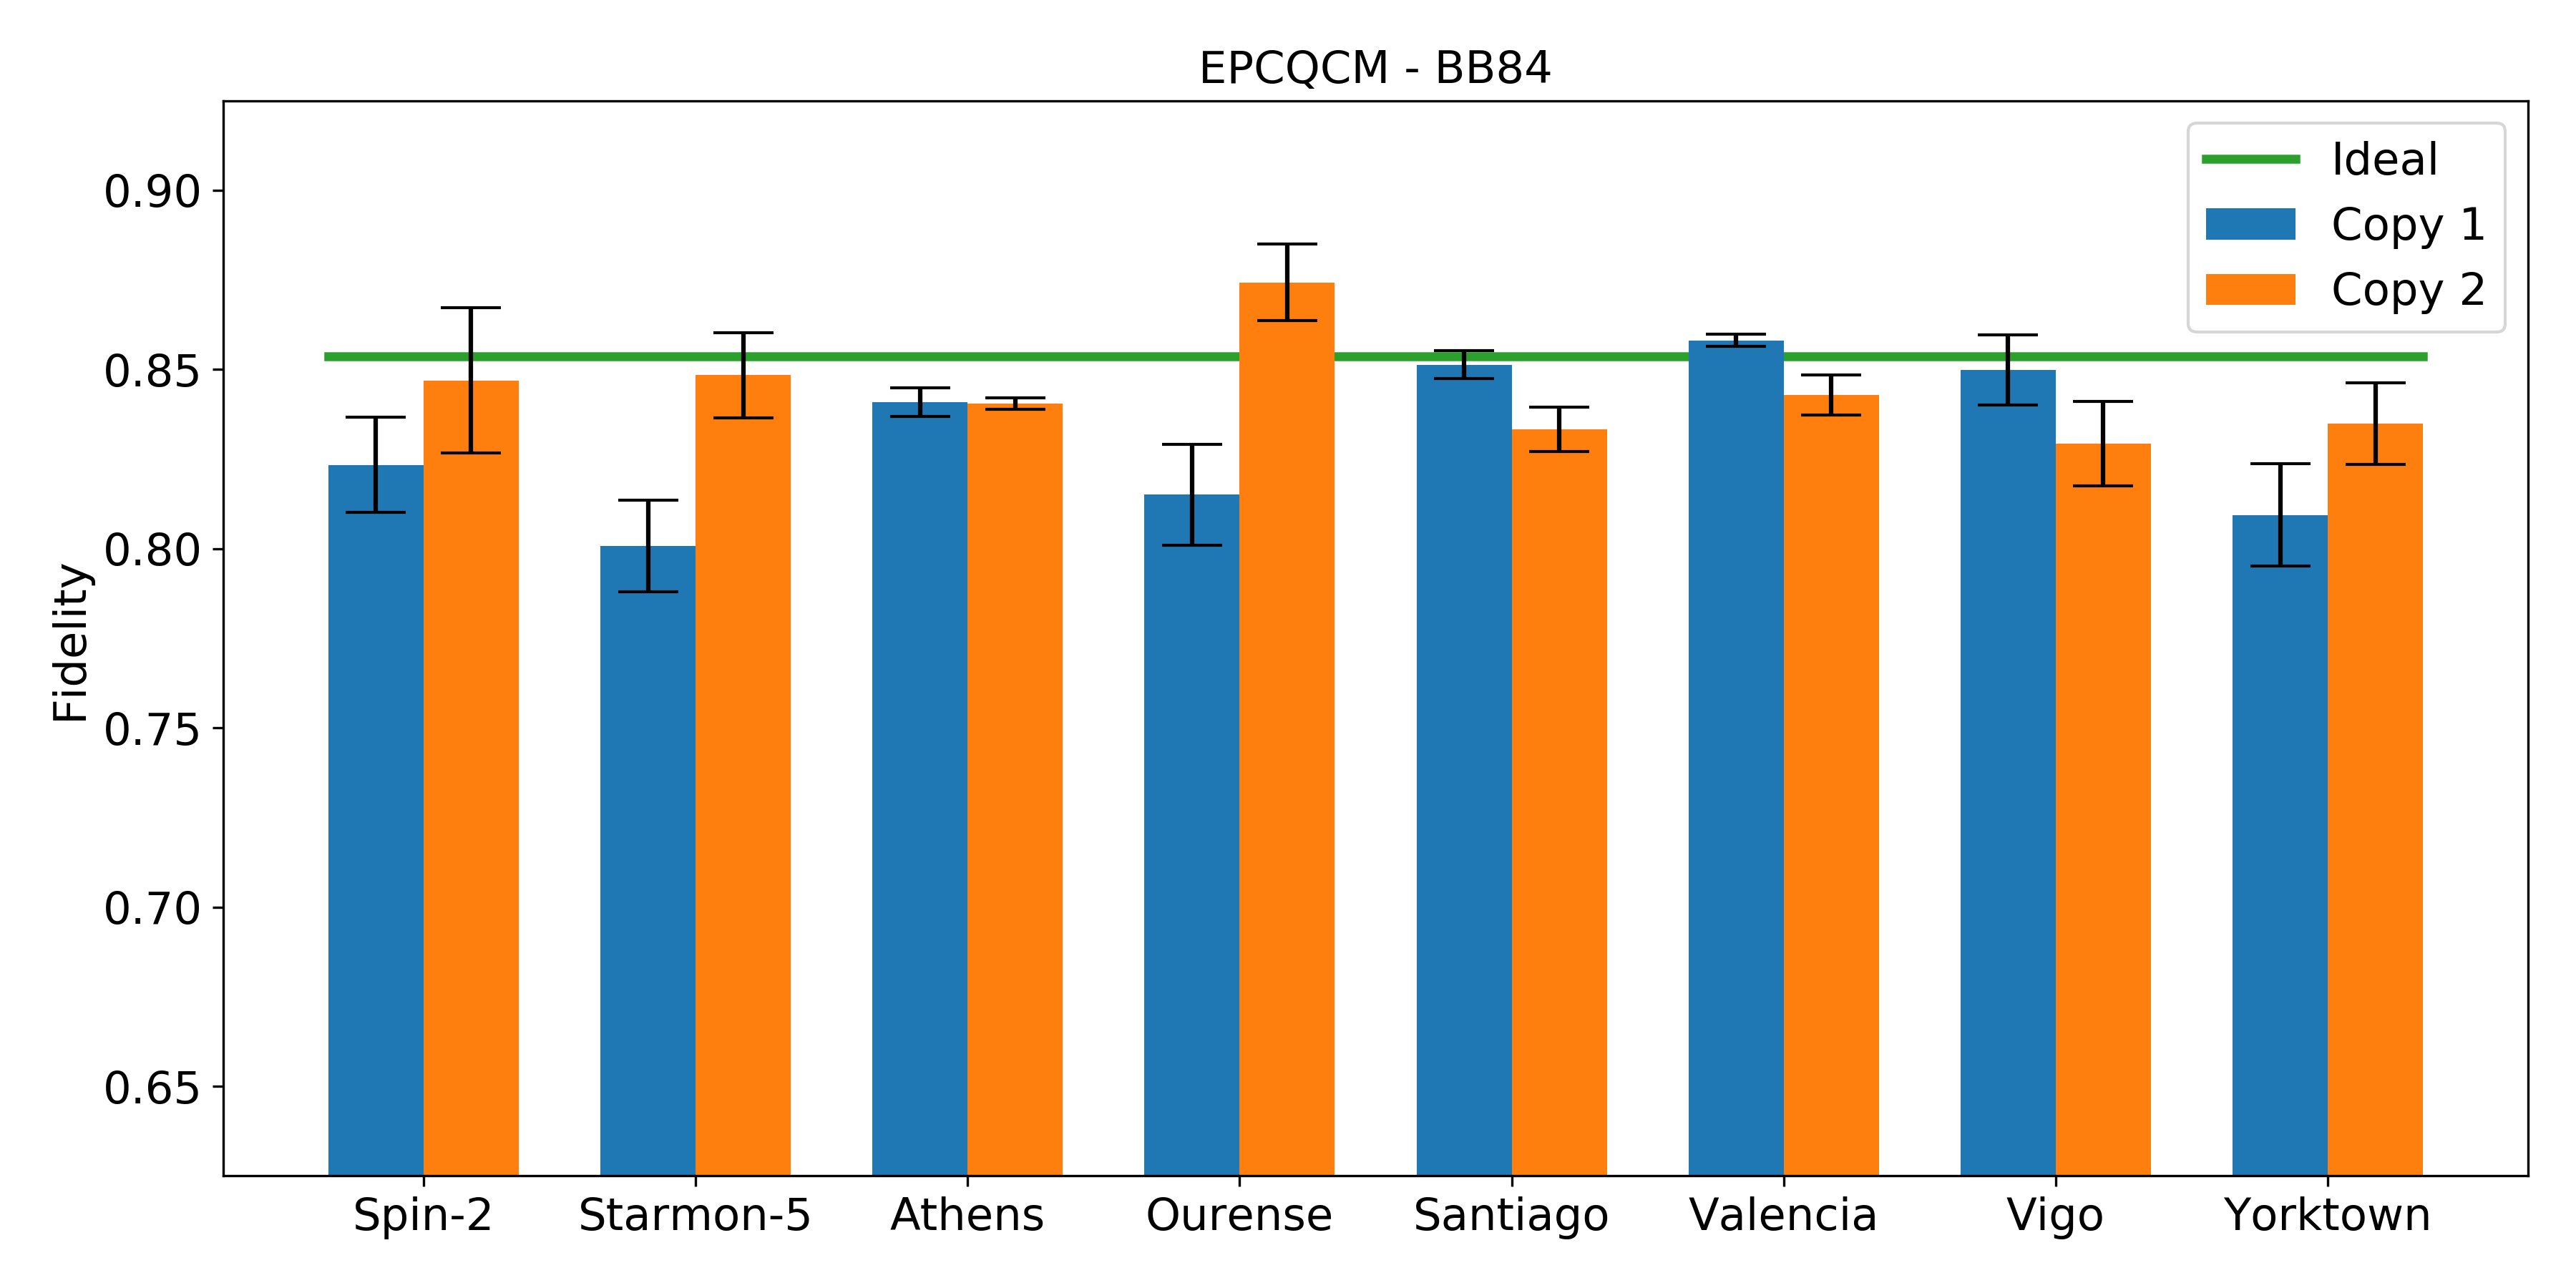 EPCQCM - BB84
Ideal
Copy 1
Copy 2
Fidelity
0.90
0.85
0.80
0.75
0.70
0.65
Spin-2 Starmon-5 Athens Ourense Santiago Valencia Vigo Yorktown